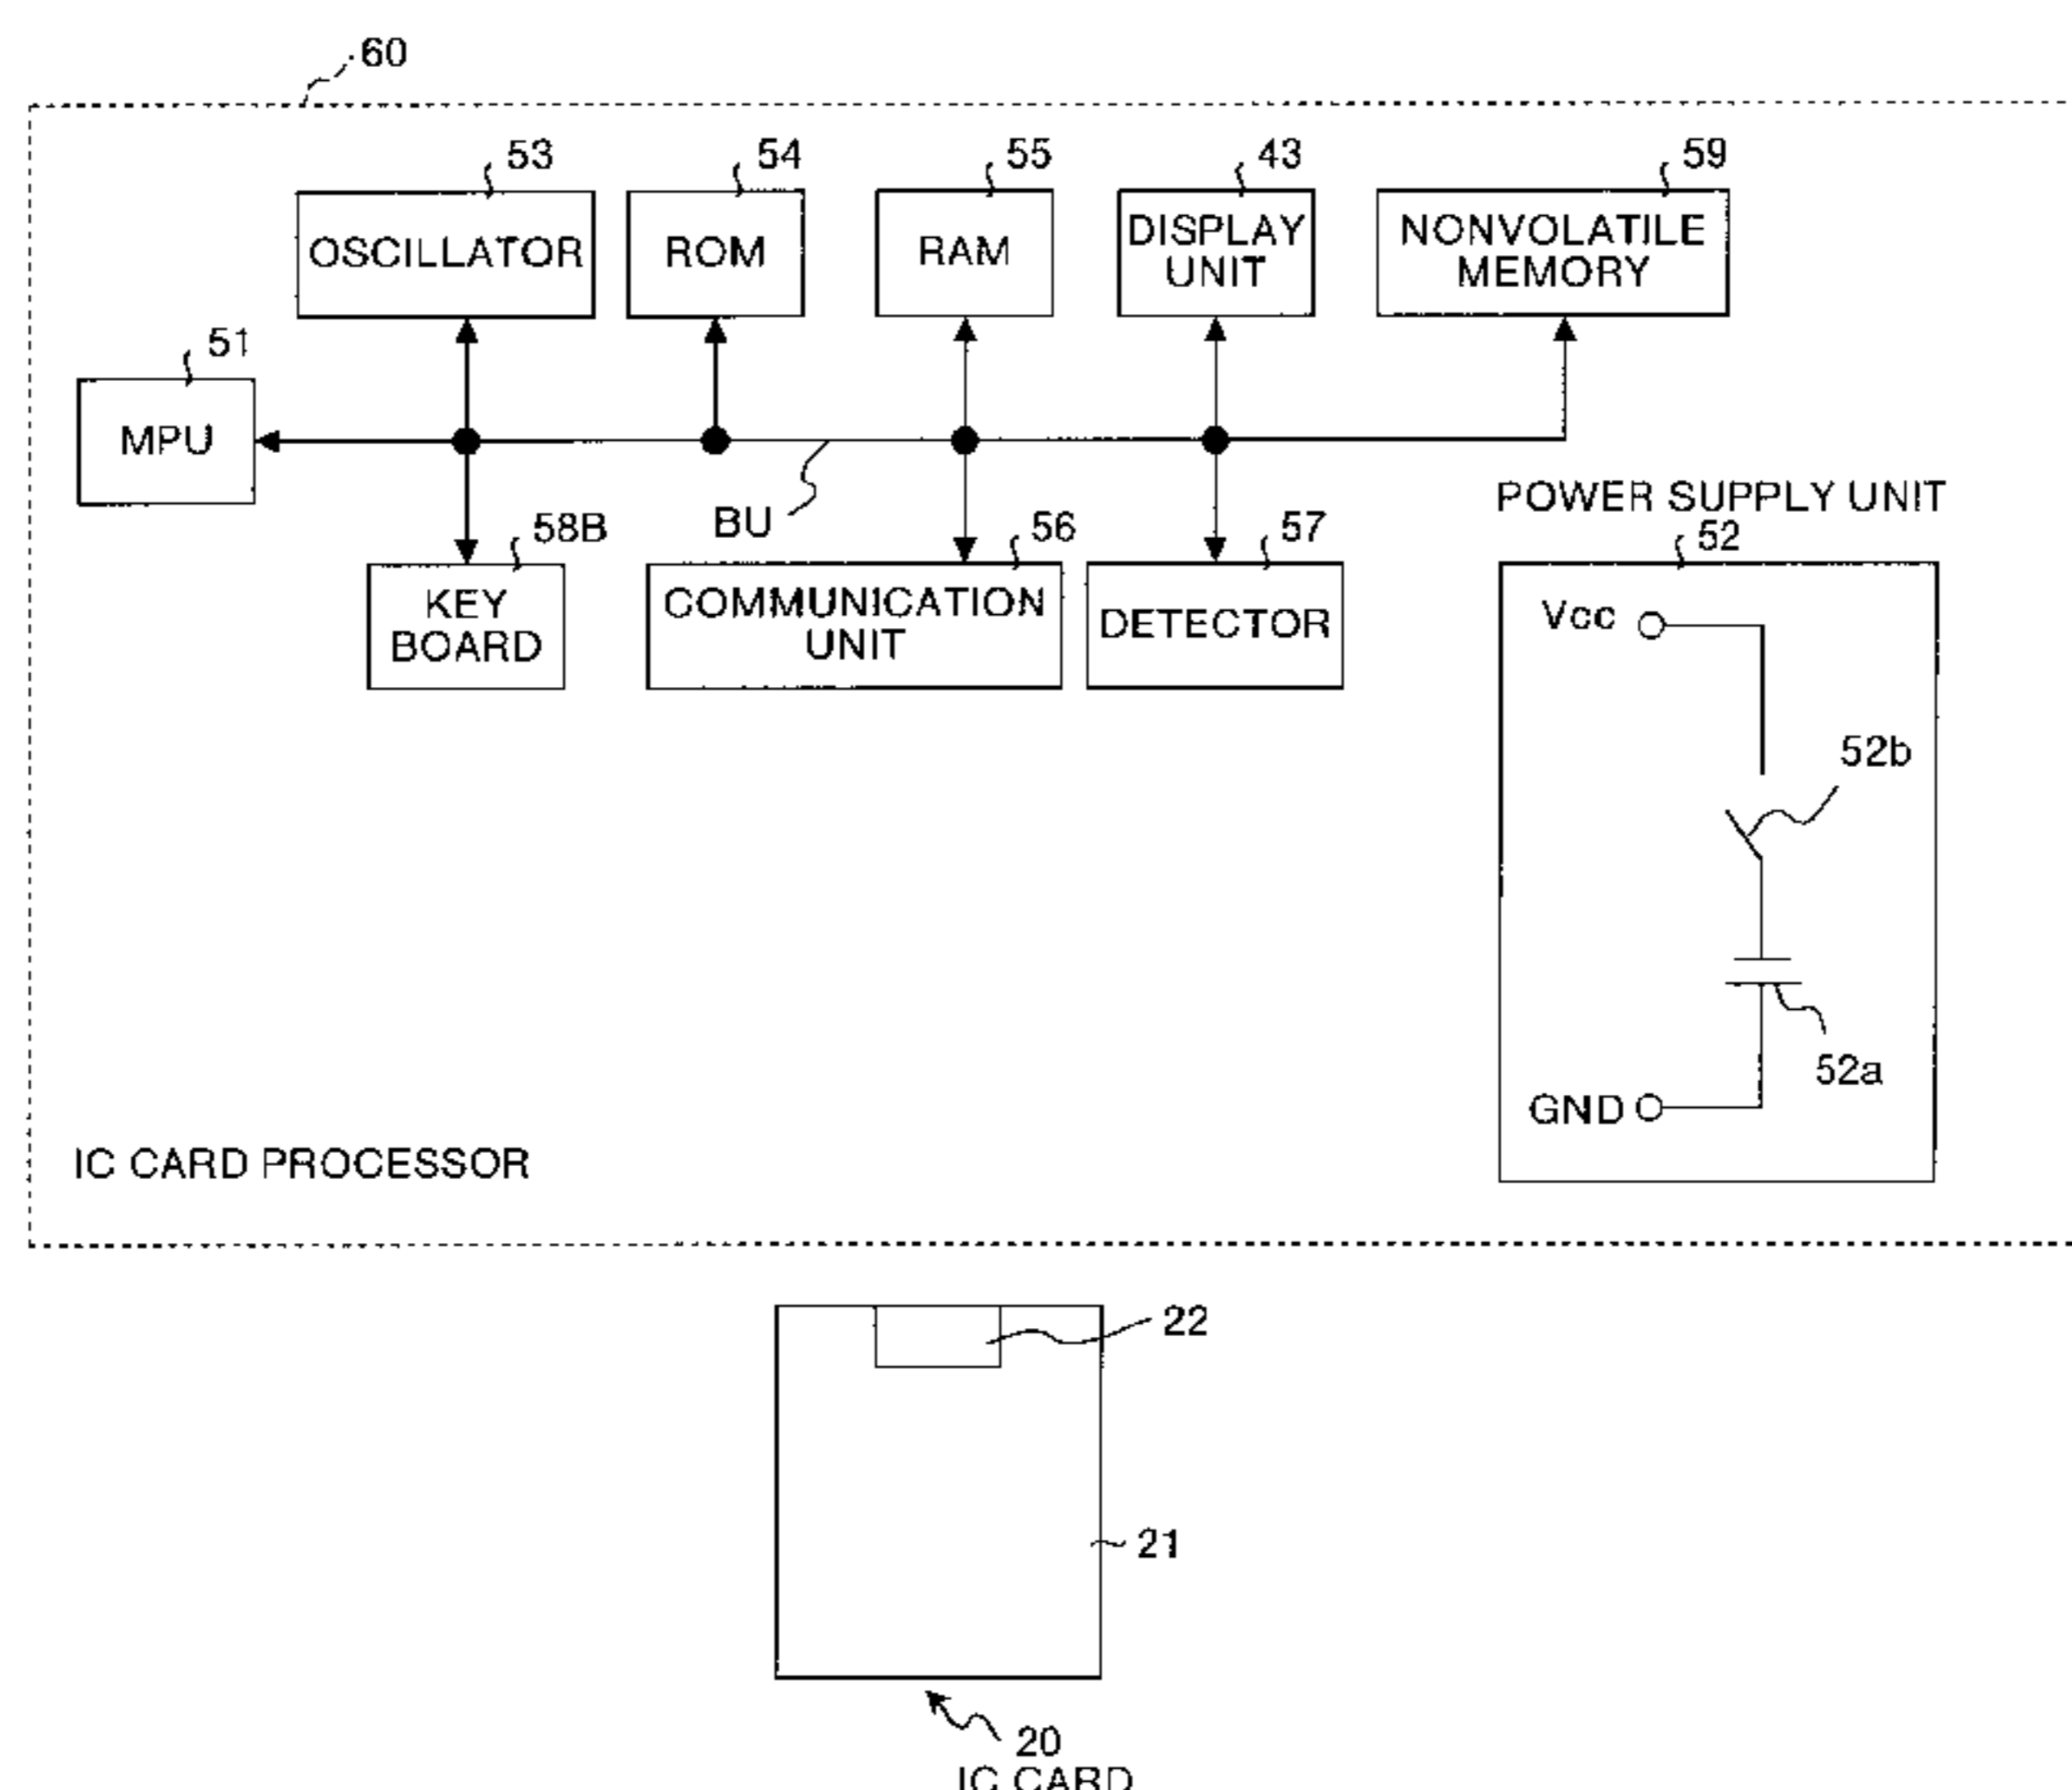 60
53
54
55
43
59
OSCILLATOR
ROM
RAM
DISPLAY
UNIT
NONVOLATILE
MEMORY
51
MPU
BU
58B
56
57
KEY
BOARD
COMMUNICATION
UNIT
DETECTOR
POWER SUPPLY UNIT
52
Vcc
52b
52a
GND
IC CARD PROCESSOR
22
21
20
IC CARD